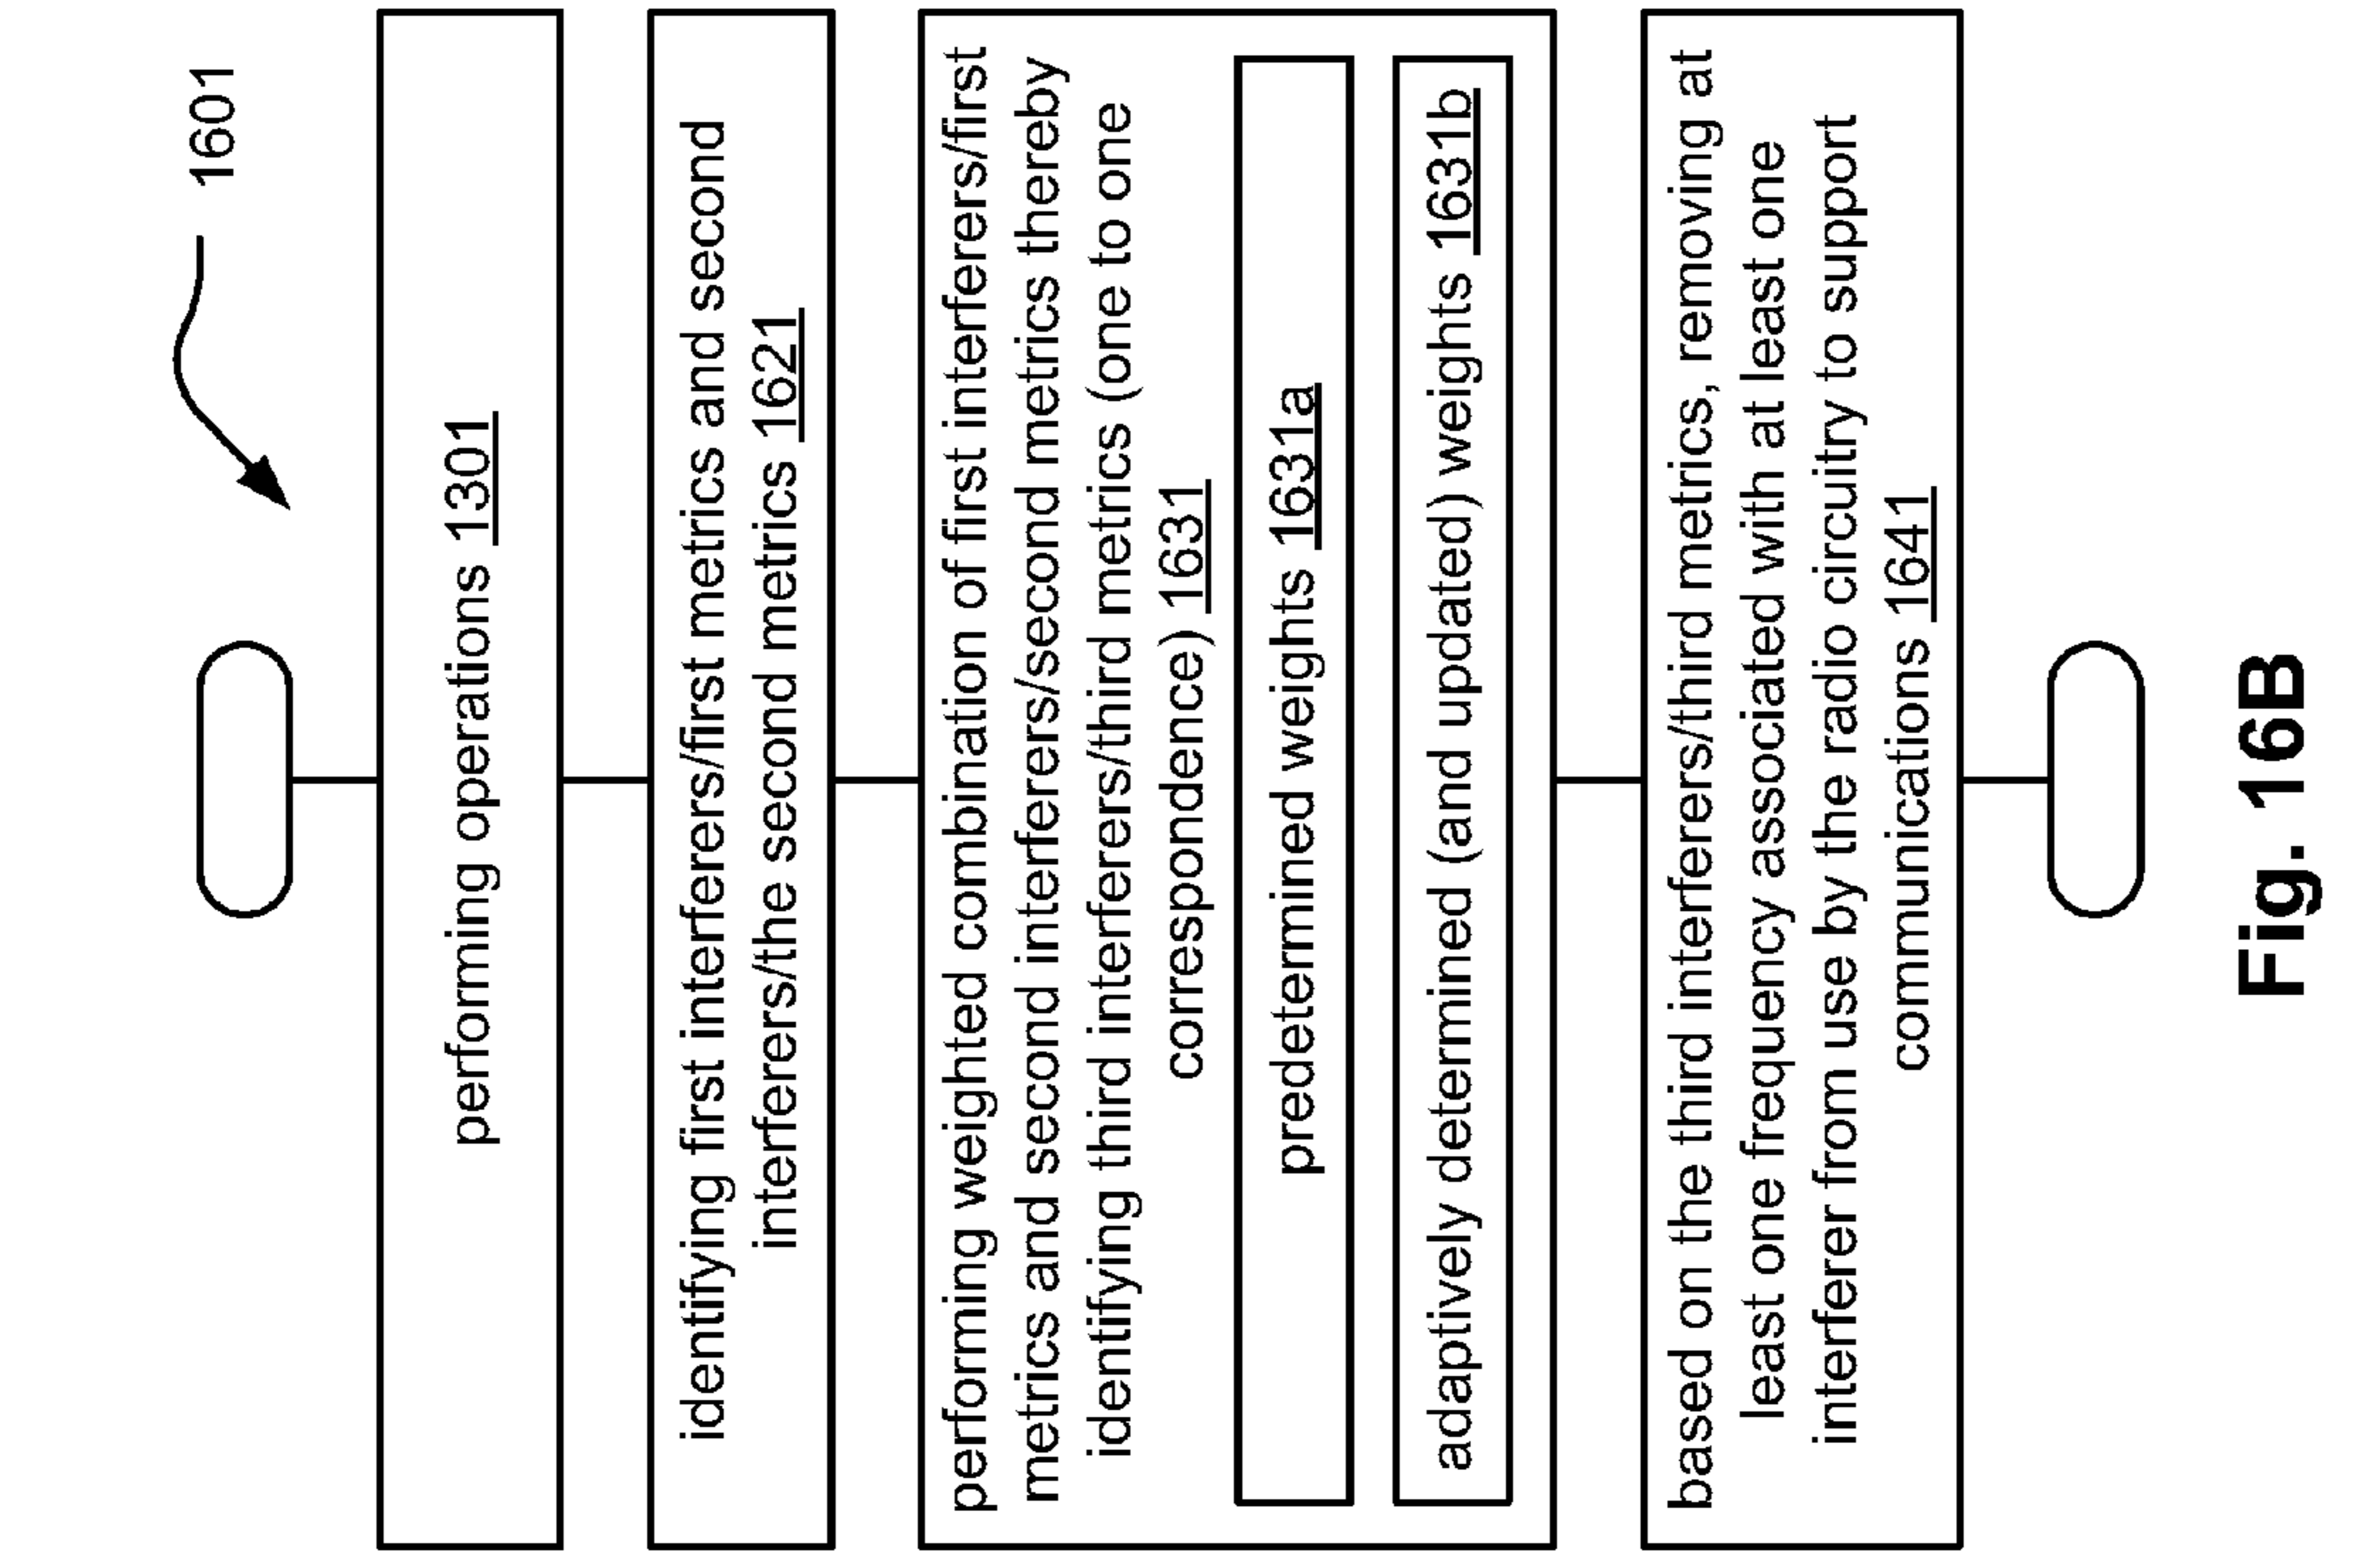 1601
performing operations 1301
identifying first interferers/first metrics and second
interferers/the second metrics 1621
performing weighted combination of first interferers/first
metrics and second interferers/second metrics thereby
identifying third interferers/third metrics (one to one
correspondence) 1631
predetermined weights 1631a
adaptively determined (and updated) weights 1631b
based on the third interferers/third metrics, removing at
least one frequency associated with at least one
interferer from use by the radio circuitry to support
communications 1641
Fig. 16B